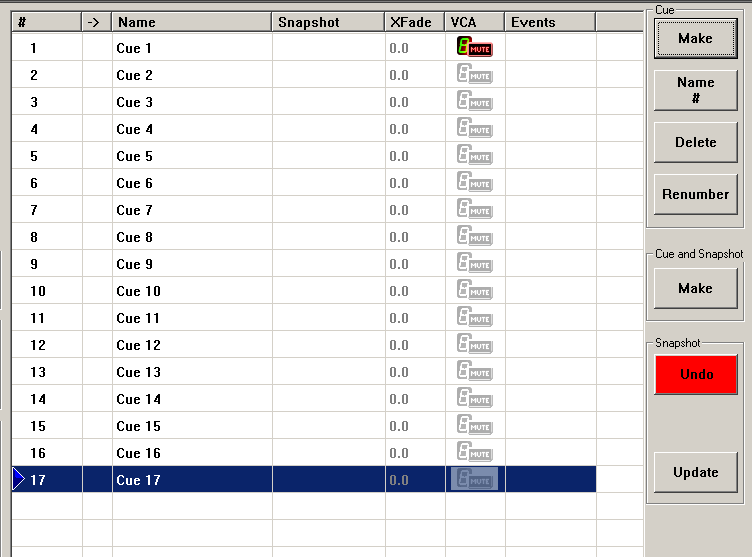 # -> Name Snapshot XFade VCA Events
1 Cue 1 0.0 MUTE
2 Cue 2 0.0 MUTE
3 Cue 3 0.0 MUTE
4 Cue 4 0.0 MUTE
5 Cue 5 0.0 MUTE
6 Cue 6 0.0 MUTE
7 Cue 7 0.0 MUTE
8 Cue 8 0.0 MUTE
9 Cue 9 0.0 MUTE
10 Cue 10 0.0 MUTE
11 Cue 11 0.0 MUTE
12 Cue 12 0.0 MUTE
13 Cue 13 0.0 MUTE
14 Cue 14 0.0 MUTE
15 Cue 15 0.0 MUTE
16 Cue 16 0.0 MUTE
17 Cue 17 0.0 MUTE
Cue
Make
Name
#
Delete
Renumber
Cue and Snapshot
Make
Snapshot
Undo
Update